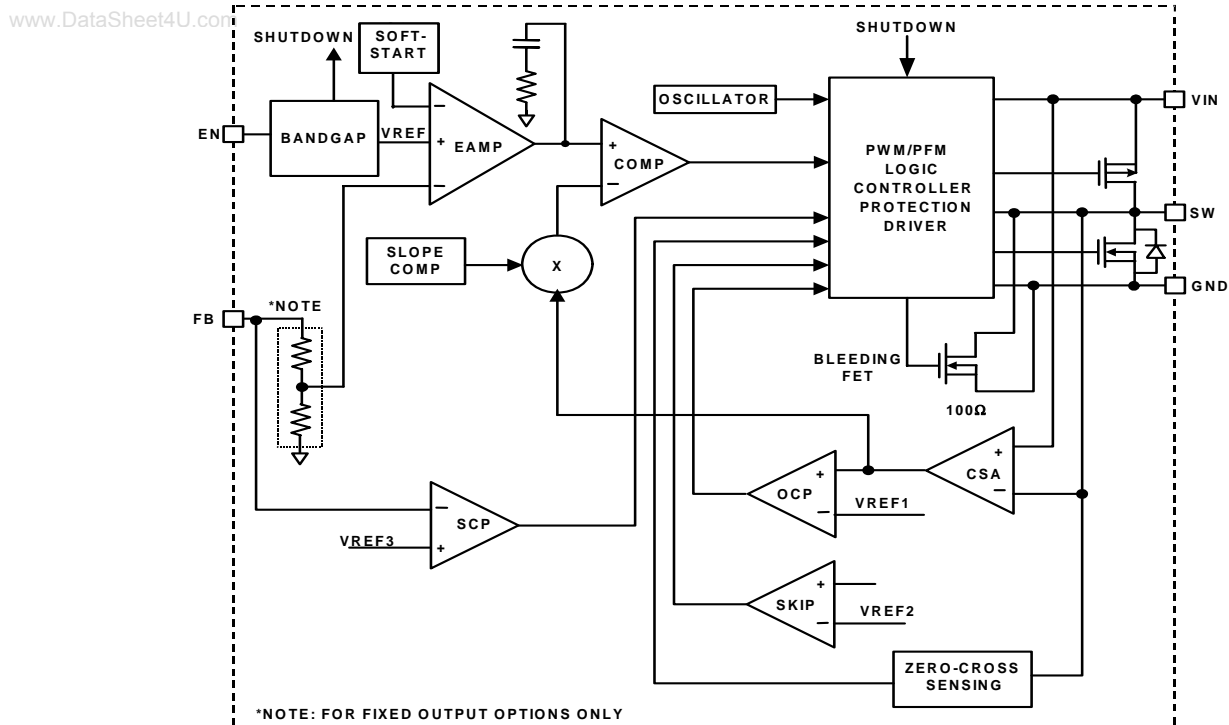 www.DataSheet4U.com
SHUTDOWN
SOFT-
START
EN
BANDGAP
VREF
−
+
−
EAMP
+
−
COMP
OSCILLATOR
SHUTDOWN
PWM/PFM
LOGIC
CONTROLLER
PROTECTION
DRIVER
VIN
SW
GND
SLOPE
COMP
X
FB
*NOTE
BLEEDING
FET
100Ω
+
−
CSA
+
−
OCP
VREF1
−
+
SCP
VREF3
+
−
SKIP
VREF2
ZERO-CROSS
SENSING
*NOTE: FOR FIXED OUTPUT OPTIONS ONLY